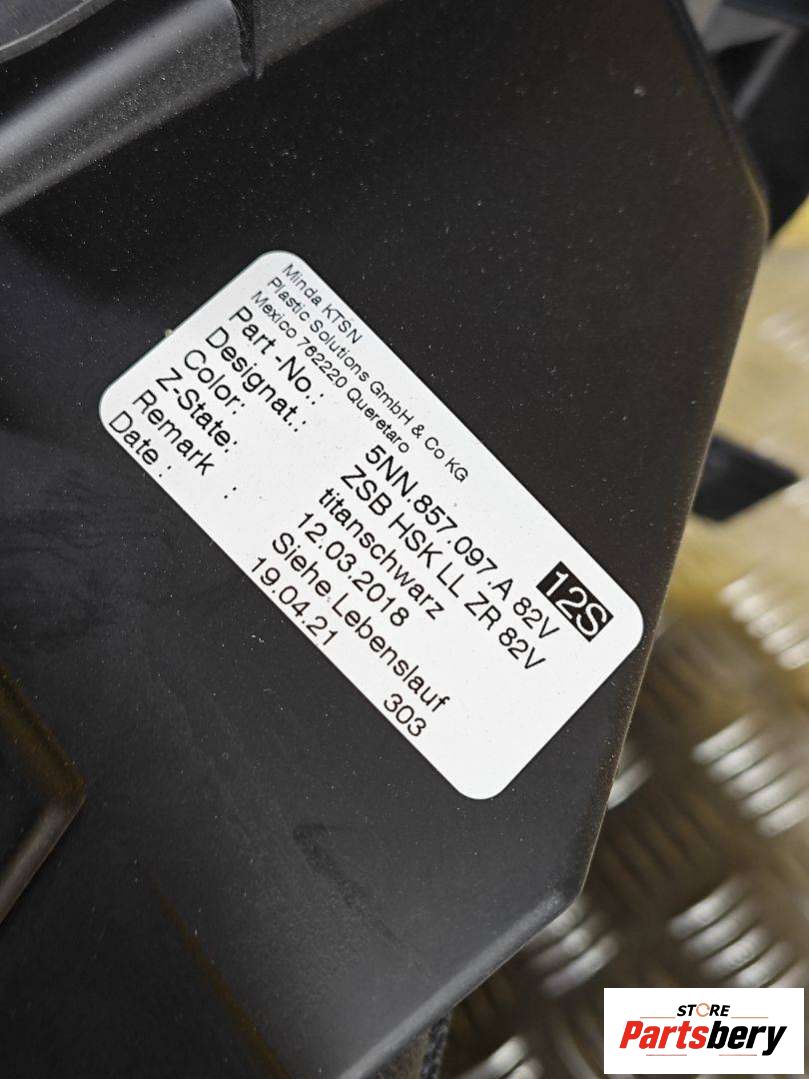 Minda KTSN
Plastic Solutions GmbH & Co KG
Mexico 762220 Queretaro
Part -No.: 5NN.857.097.A 82V 12S
Designat.: ZSB HSK LL ZR 82V
Color: titanschwarz
Z-State: 12.03.2018
Remark : Siehe Lebenslauf
Date : 19.04.21 303
STORE
Partsbery